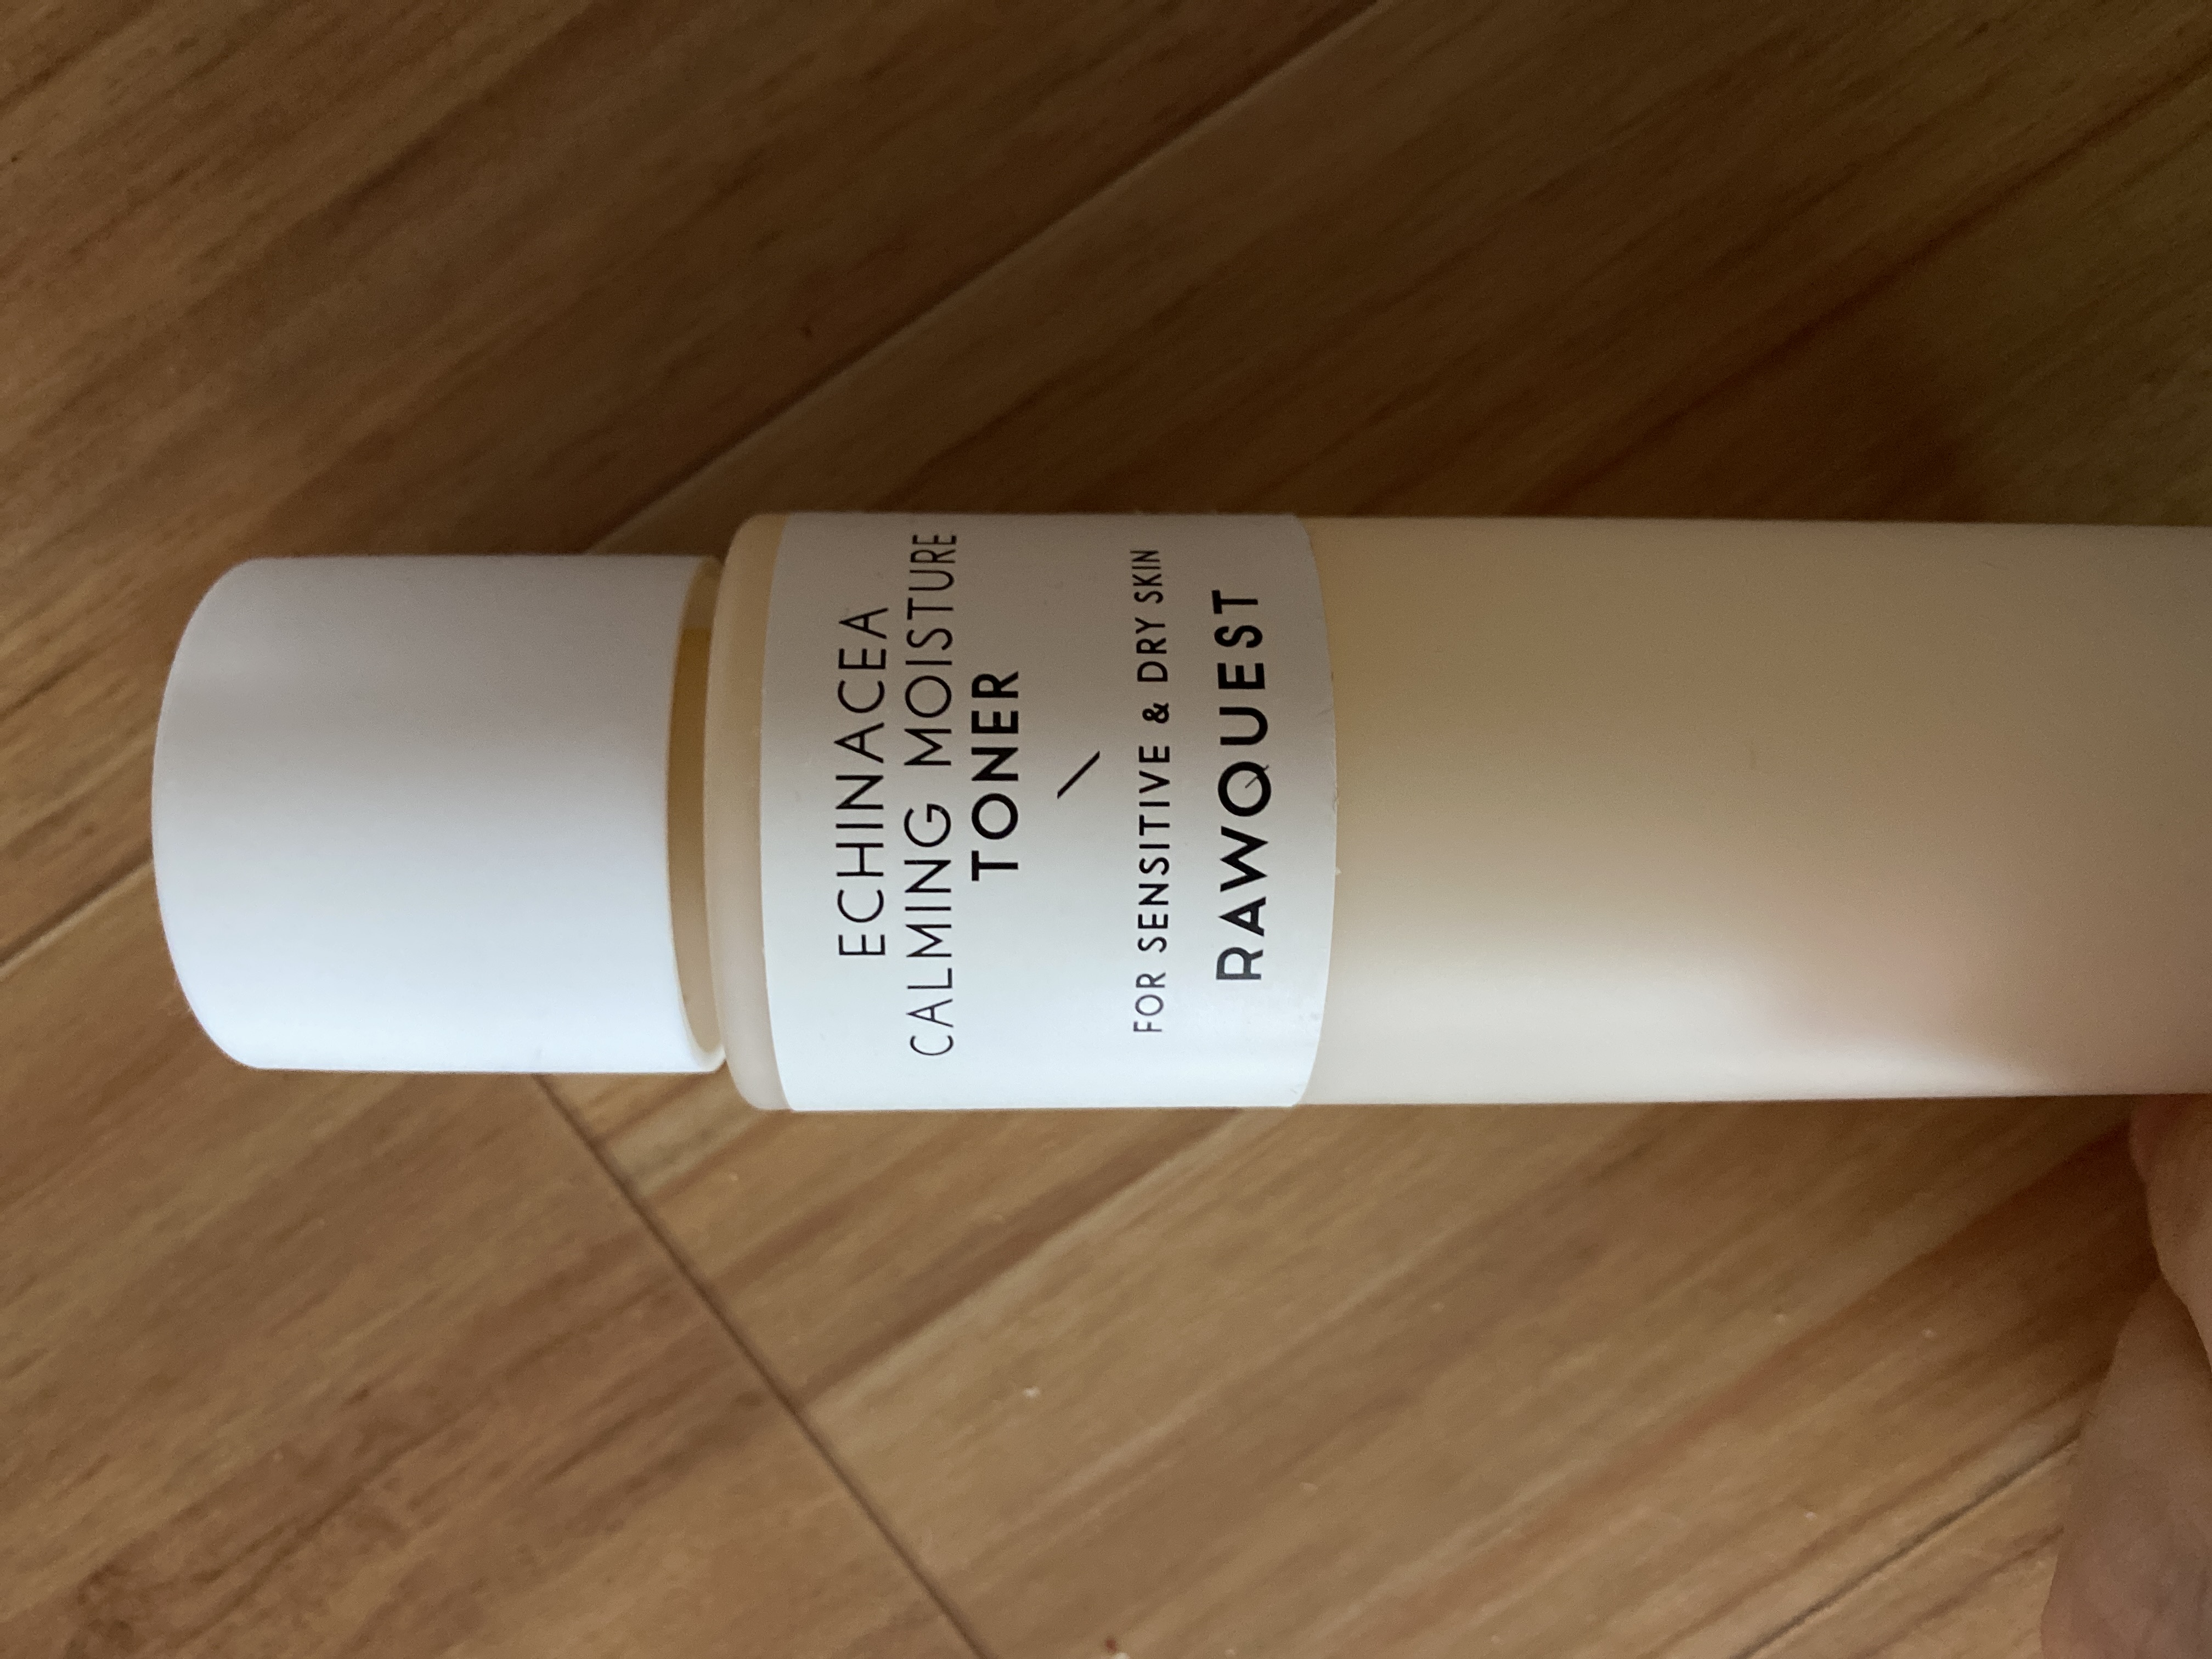 ECHINACEA
CALMING MOISTURE
TONER
FOR SENSITIVE & DRY SKIN
RAWQUEST